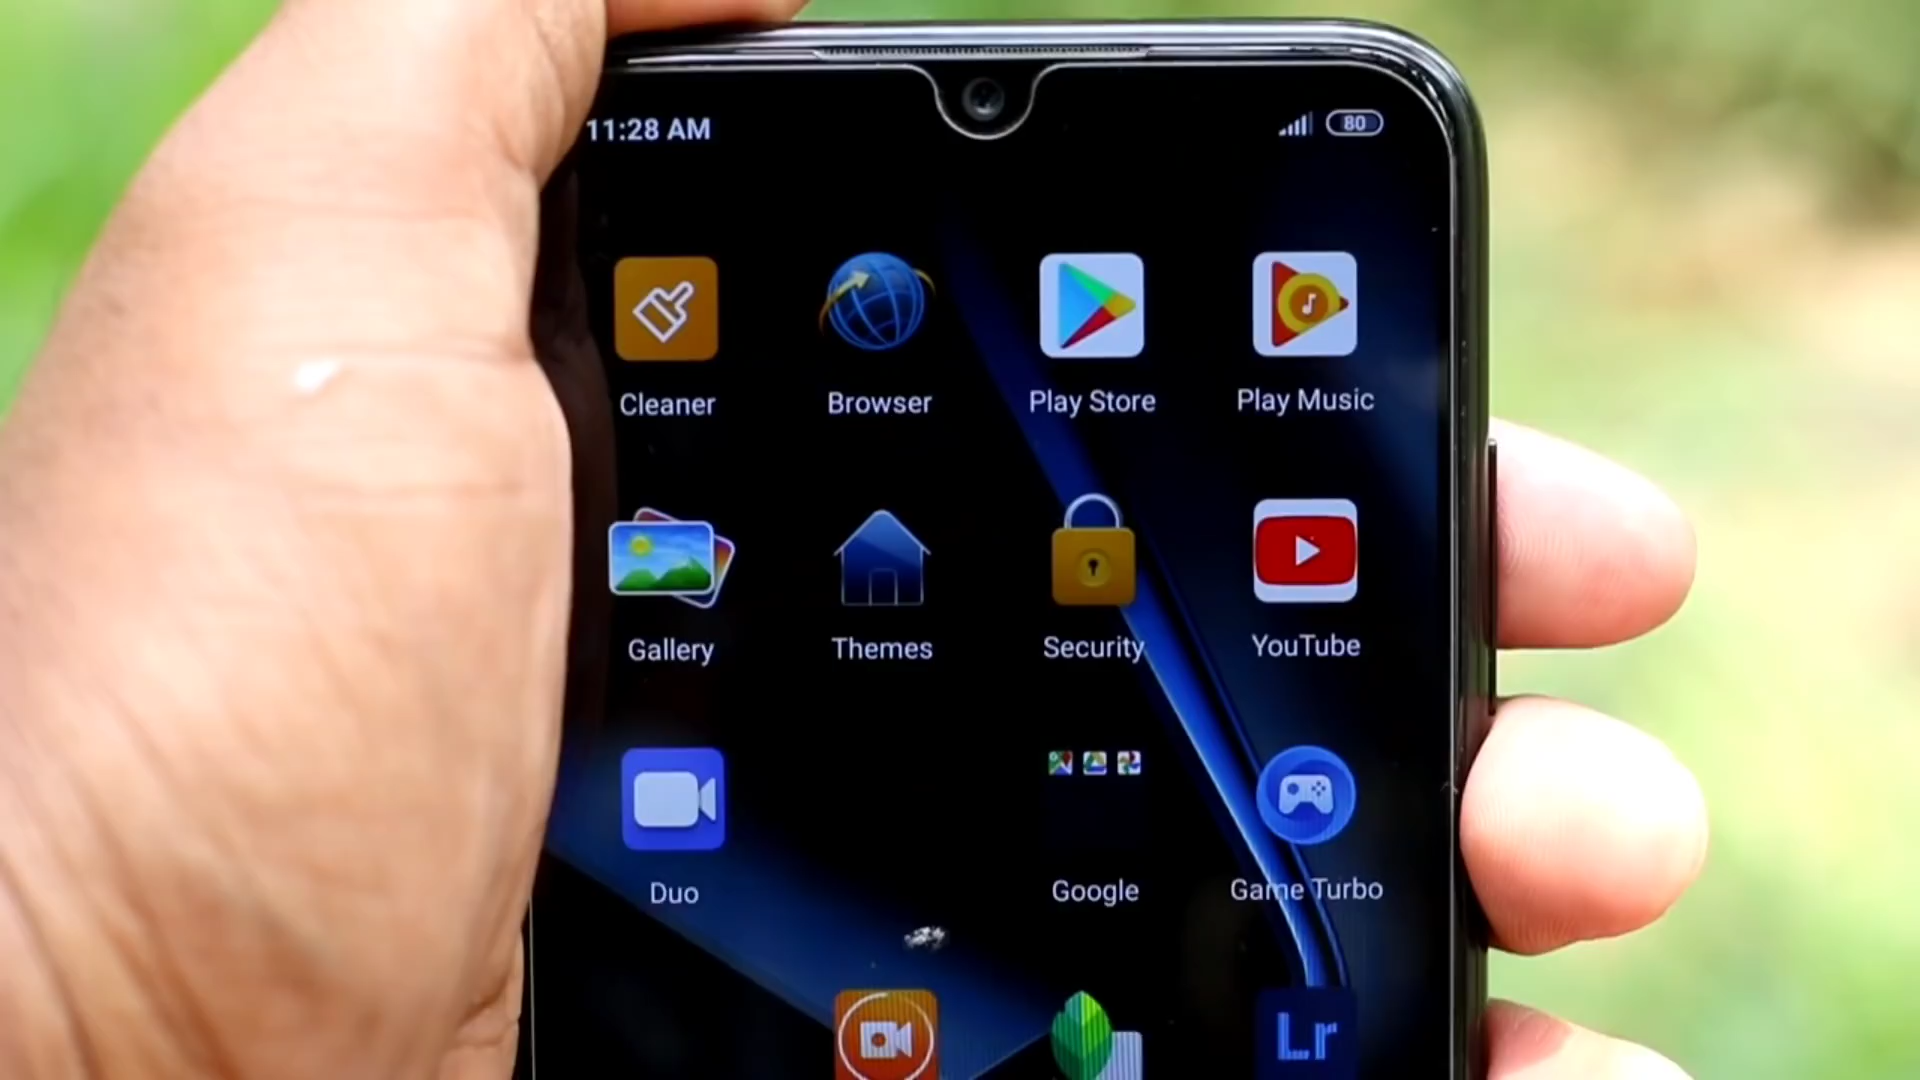 11:28 AM
80
Cleaner
Browser
Play Store
Play Music
Gallery
Themes
Security
YouTube
Duo
Google
Game Turbo
Lr